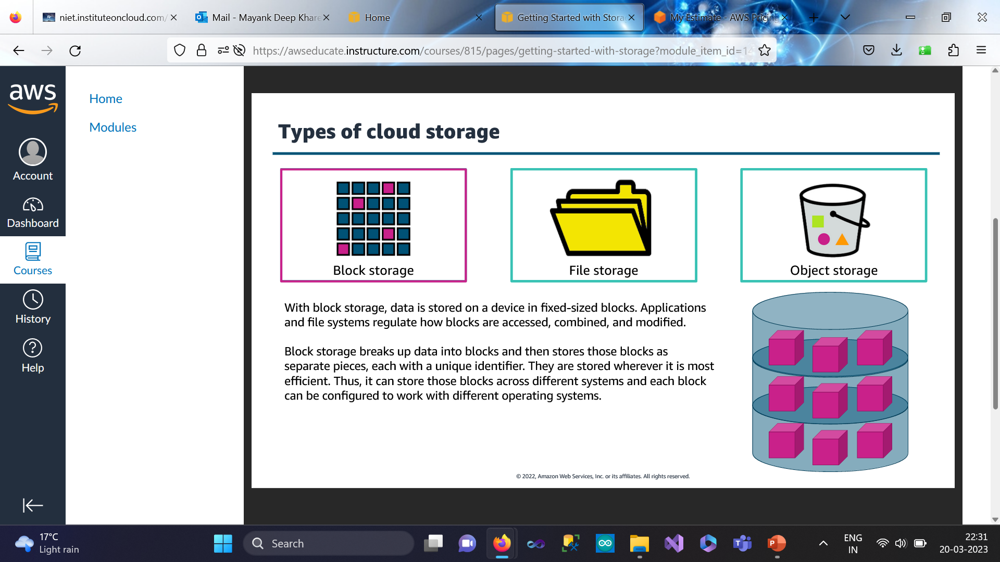 niet.instituteoncloud.com/
Mail - Mayank Deep Khare
Home
Getting Started with Stora
My Estimate - AWS Pricing
https://awseducate.instructure.com/courses/815/pages/getting-started-with-storage?module_item_id=1
aws
Account
Dashboard
Courses
History
Help
Home
Modules
Types of cloud storage
Block storage
File storage
Object storage
With block storage, data is stored on a device in fixed-sized blocks. Applications
and file systems regulate how blocks are accessed, combined, and modified.
Block storage breaks up data into blocks and then stores those blocks as
separate pieces, each with a unique identifier. They are stored wherever it is most
efficient. Thus, it can store those blocks across different systems and each block
can be configured to work with different operating systems.
© 2022, Amazon Web Services, Inc. or its affiliates. All rights reserved.
17°C
Light rain
Search
ENG
IN
22:31
20-03-2023